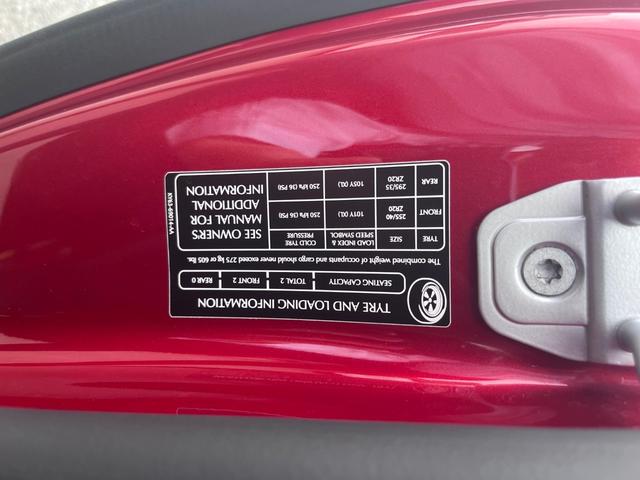 TYRE AND LOADING INFORMATION
SEATING CAPACITY TOTAL 2 FRONT 2 REAR 0
The combined weight of occupants and cargo should never exceed 275 kg or 605 lbs.
TYRE SIZE LOAD INDEX & SPEED SYMBOL COLD TYRE PRESSURE
FRONT 255/40 ZR20 101Y (XL) 250 kPa (36 PSI)
REAR 295/35 ZR20 105Y (XL) 250 kPa (36 PSI)
SEE OWNERS
MANUAL FOR
ADDITIONAL
INFORMATION